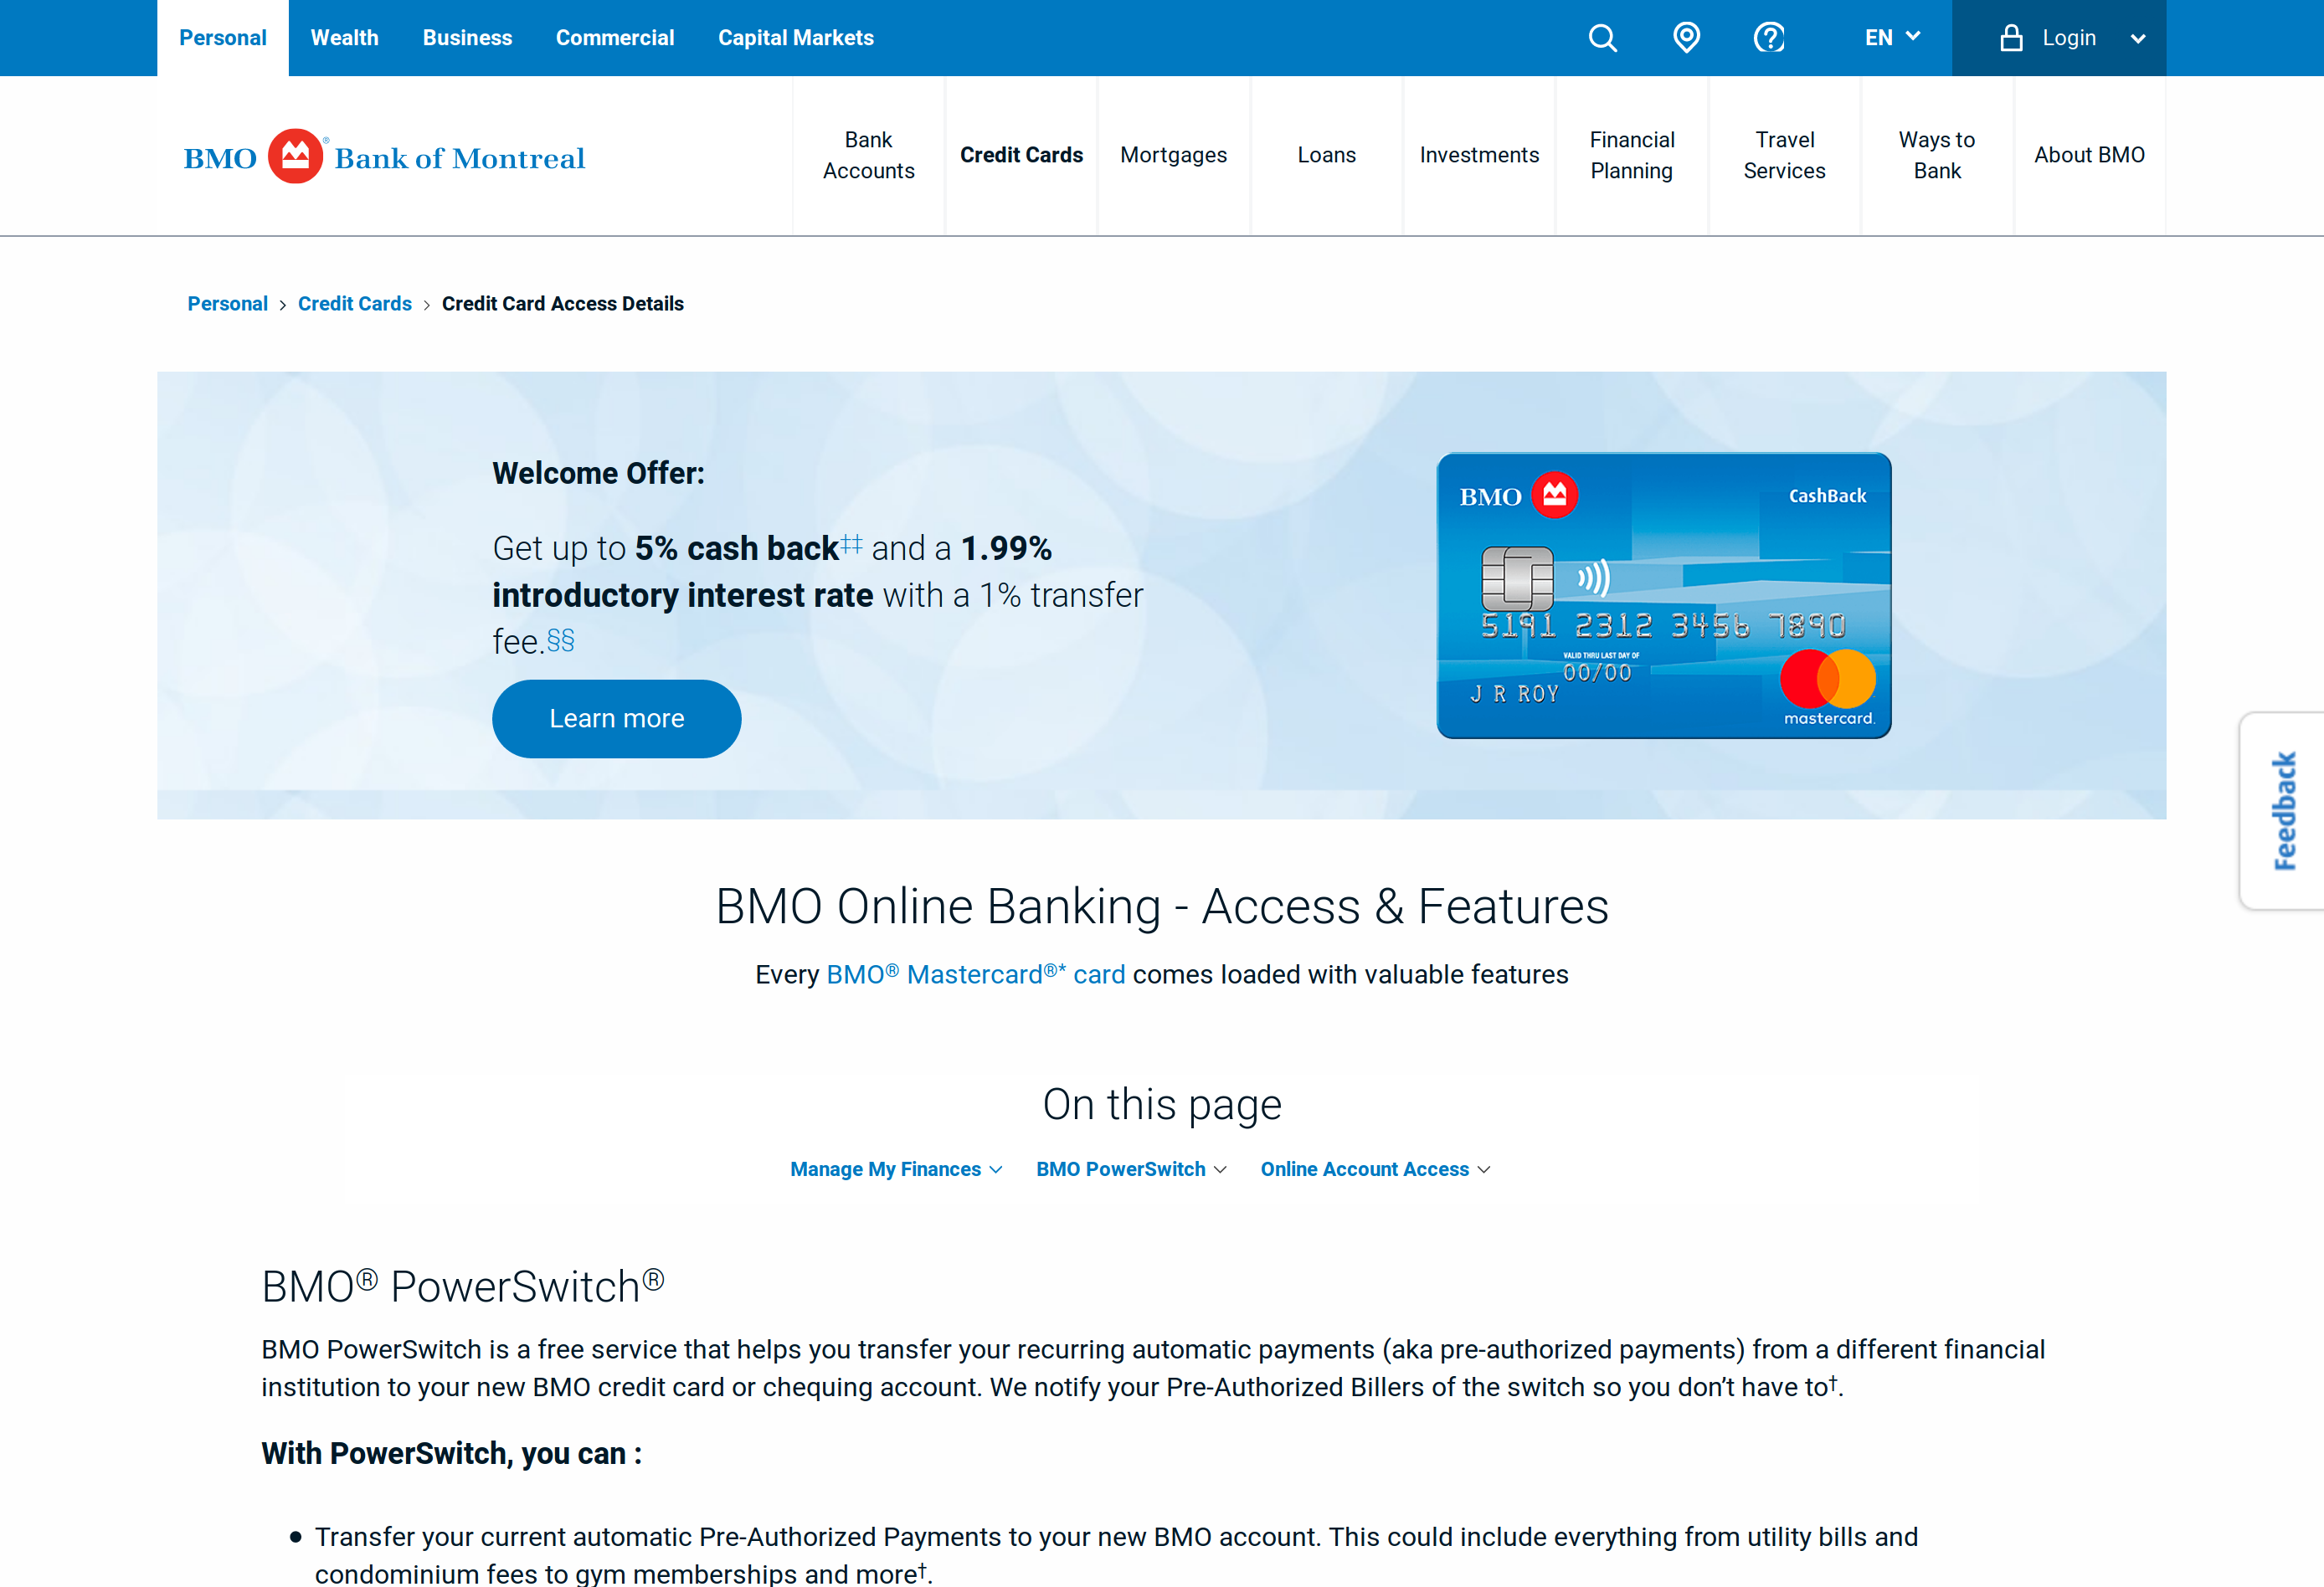 Personal
Wealth
Business
Commercial
Capital Markets
EN
Login
BMO ® Bank of Montreal
Bank
Accounts
Credit Cards
Mortgages
Loans
Investments
Financial
Planning
Travel
Services
Ways to
Bank
About BMO
Personal > Credit Cards > Credit Card Access Details
Welcome Offer:
Get up to 5% cash back‡‡ and a 1.99%
introductory interest rate with a 1% transfer
fee.§§
Learn more
BMO
CashBack
5191 2312 3456 7890
VALID THRU LAST DAY OF
00/00
J R ROY
mastercard.
Feedback
BMO Online Banking - Access & Features
Every BMO® Mastercard®* card comes loaded with valuable features
On this page
Manage My Finances
BMO PowerSwitch
Online Account Access
BMO® PowerSwitch®
BMO PowerSwitch is a free service that helps you transfer your recurring automatic payments (aka pre-authorized payments) from a different financial
institution to your new BMO credit card or chequing account. We notify your Pre-Authorized Billers of the switch so you don’t have to†.
With PowerSwitch, you can :
• Transfer your current automatic Pre-Authorized Payments to your new BMO account. This could include everything from utility bills and
condominium fees to gym memberships and more†.